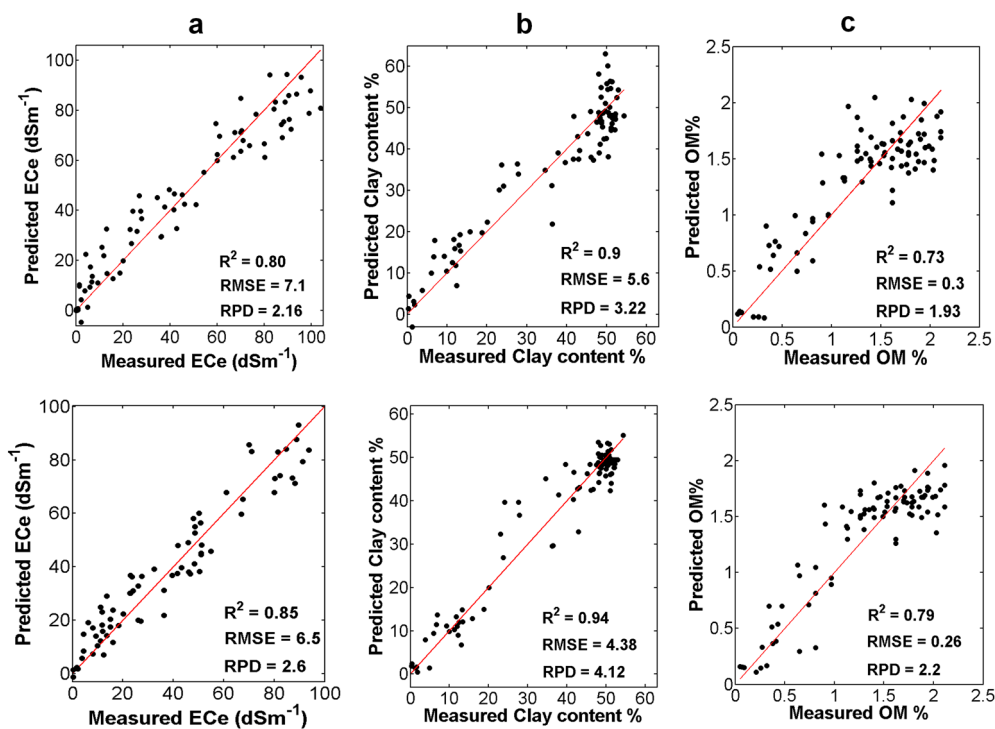 a
b
c
Predicted ECe (dSm⁻¹)
100
80
60
40
20
0
R² = 0.80
RMSE = 7.1
RPD = 2.16
0 20 40 60 80 100
Measured ECe (dSm⁻¹)
Predicted Clay content %
60
50
40
30
20
10
0
R² = 0.9
RMSE = 5.6
RPD = 3.22
0 10 20 30 40 50 60
Measured Clay content %
Predicted OM%
2.5
2
1.5
1
0.5
0
R² = 0.73
RMSE = 0.3
RPD = 1.93
0 0.5 1 1.5 2 2.5
Measured OM %
Predicted ECe (dSm⁻¹)
100
80
60
40
20
0
R² = 0.85
RMSE = 6.5
RPD = 2.6
0 20 40 60 80 100
Measured ECe (dSm⁻¹)
Predicted Clay content %
60
50
40
30
20
10
0
R² = 0.94
RMSE = 4.38
RPD = 4.12
0 10 20 30 40 50 60
Measured Clay content %
Predicted OM%
2.5
2
1.5
1
0.5
0
R² = 0.79
RMSE = 0.26
RPD = 2.2
0 0.5 1 1.5 2 2.5
Measured OM %